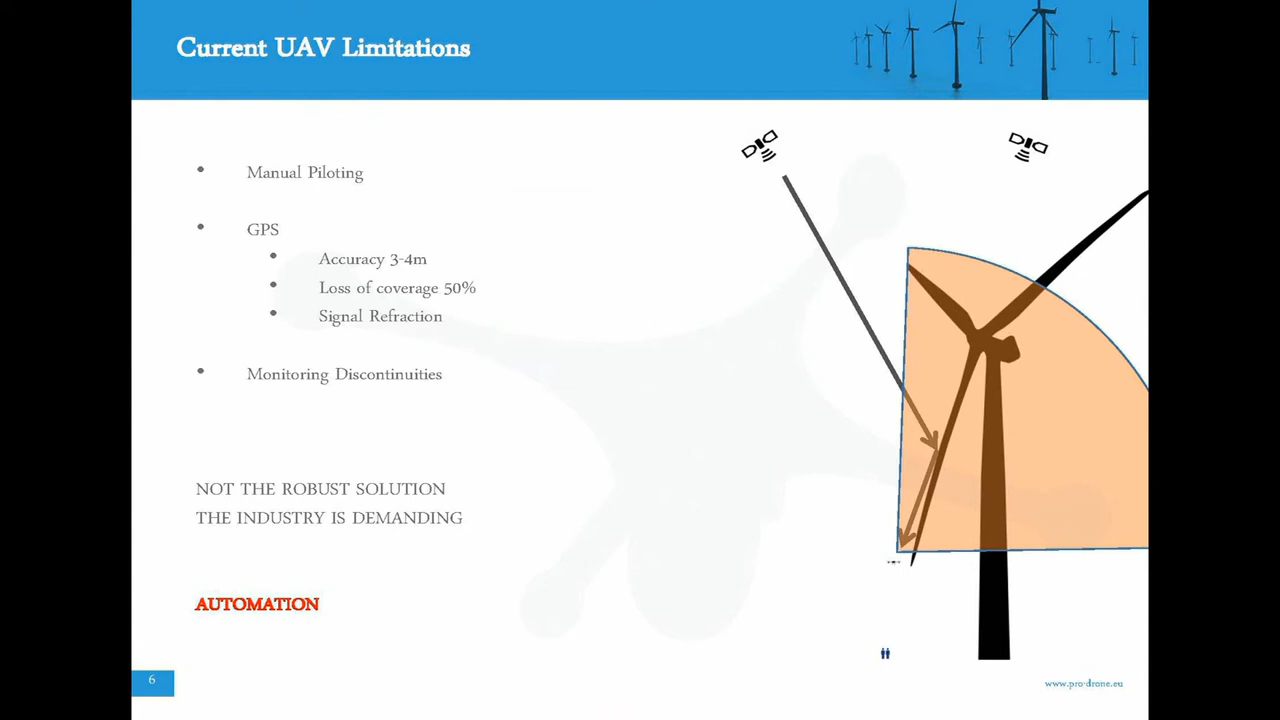 Current UAV Limitations
• Manual Piloting
• GPS
• Accuracy 3-4m
• Loss of coverage 50%
• Signal Refraction
• Monitoring Discontinuities
NOT THE ROBUST SOLUTION
THE INDUSTRY IS DEMANDING
AUTOMATION
6
www.pro-drone.eu